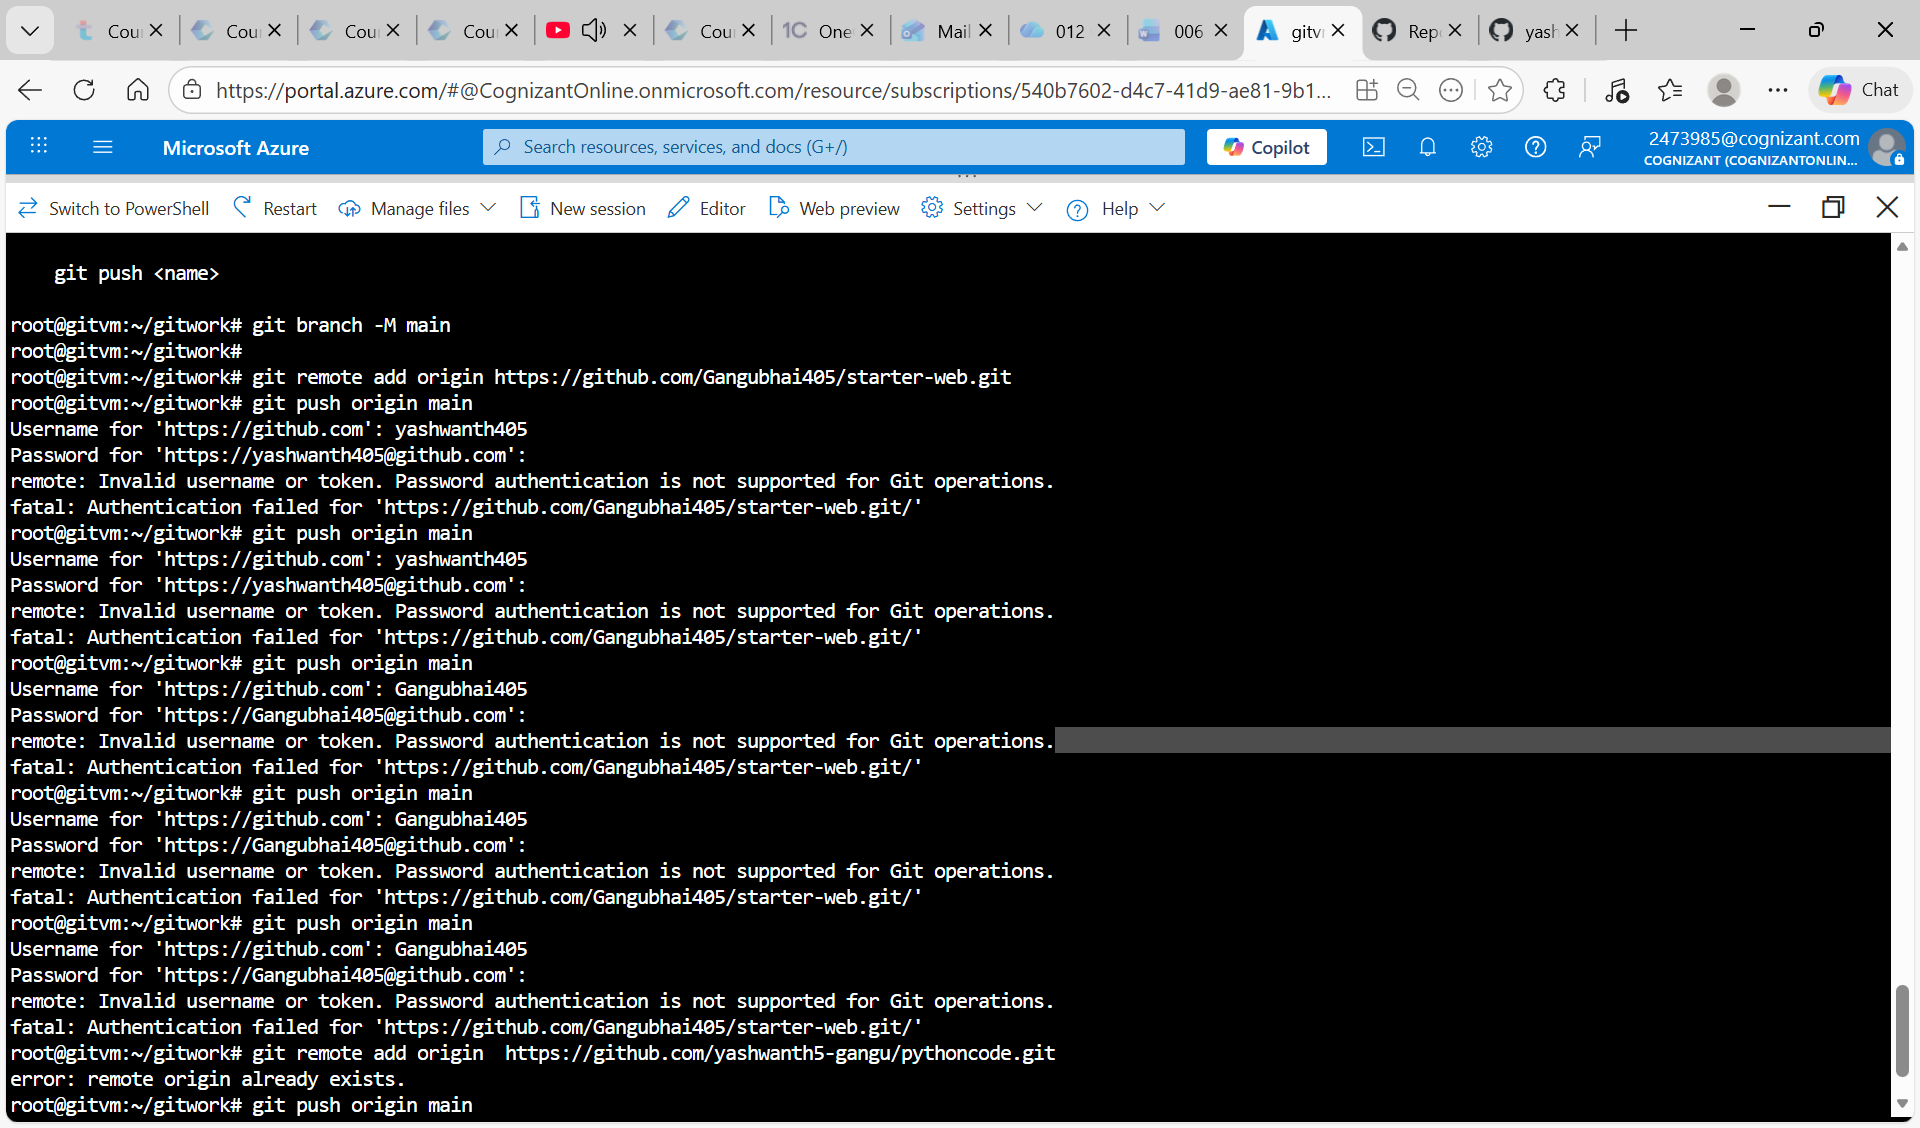 Cou
Cou
Cou
Cou
Cou
One
Mail
012
006
gitv
Rep
yash
https://portal.azure.com/#@CognizantOnline.onmicrosoft.com/resource/subscriptions/540b7602-d4c7-41d9-ae81-9b1...
Chat
Microsoft Azure
Search resources, services, and docs (G+/)
Copilot
2473985@cognizant.com
COGNIZANT (COGNIZANTONLIN...
Switch to PowerShell
Restart
Manage files
New session
Editor
Web preview
Settings
Help
git push <name>
root@gitvm:~/gitwork# git branch -M main
root@gitvm:~/gitwork#
root@gitvm:~/gitwork# git remote add origin https://github.com/Gangubhai405/starter-web.git
root@gitvm:~/gitwork# git push origin main
Username for 'https://github.com': yashwanth405
Password for 'https://yashwanth405@github.com':
remote: Invalid username or token. Password authentication is not supported for Git operations.
fatal: Authentication failed for 'https://github.com/Gangubhai405/starter-web.git/'
root@gitvm:~/gitwork# git push origin main
Username for 'https://github.com': yashwanth405
Password for 'https://yashwanth405@github.com':
remote: Invalid username or token. Password authentication is not supported for Git operations.
fatal: Authentication failed for 'https://github.com/Gangubhai405/starter-web.git/'
root@gitvm:~/gitwork# git push origin main
Username for 'https://github.com': Gangubhai405
Password for 'https://Gangubhai405@github.com':
remote: Invalid username or token. Password authentication is not supported for Git operations.
fatal: Authentication failed for 'https://github.com/Gangubhai405/starter-web.git/'
root@gitvm:~/gitwork# git push origin main
Username for 'https://github.com': Gangubhai405
Password for 'https://Gangubhai405@github.com':
remote: Invalid username or token. Password authentication is not supported for Git operations.
fatal: Authentication failed for 'https://github.com/Gangubhai405/starter-web.git/'
root@gitvm:~/gitwork# git push origin main
Username for 'https://github.com': Gangubhai405
Password for 'https://Gangubhai405@github.com':
remote: Invalid username or token. Password authentication is not supported for Git operations.
fatal: Authentication failed for 'https://github.com/Gangubhai405/starter-web.git/'
root@gitvm:~/gitwork# git remote add origin  https://github.com/yashwanth5-gangu/pythoncode.git
error: remote origin already exists.
root@gitvm:~/gitwork# git push origin main